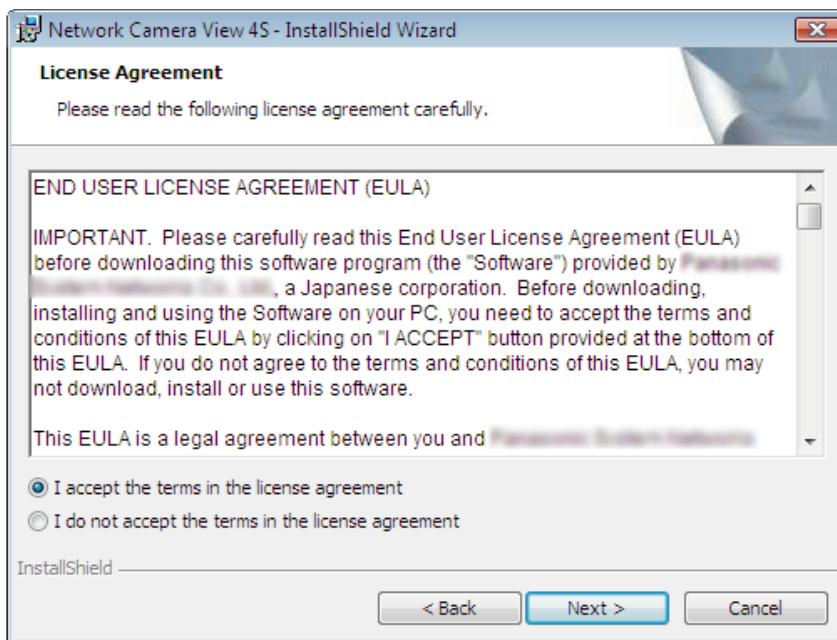 Network Camera View 4S - InstallShield Wizard
License Agreement
Please read the following license agreement carefully.
END USER LICENSE AGREEMENT (EULA)
IMPORTANT.  Please carefully read this End User License Agreement (EULA)
before downloading this software program (the "Software") provided by
, a Japanese corporation.  Before downloading,
installing and using the Software on your PC, you need to accept the terms and
conditions of this EULA by clicking on "I ACCEPT" button provided at the bottom of
this EULA.  If you do not agree to the terms and conditions of this EULA, you may
not download, install or use this software.
This EULA is a legal agreement between you and
I accept the terms in the license agreement
I do not accept the terms in the license agreement
InstallShield
< Back
Next >
Cancel